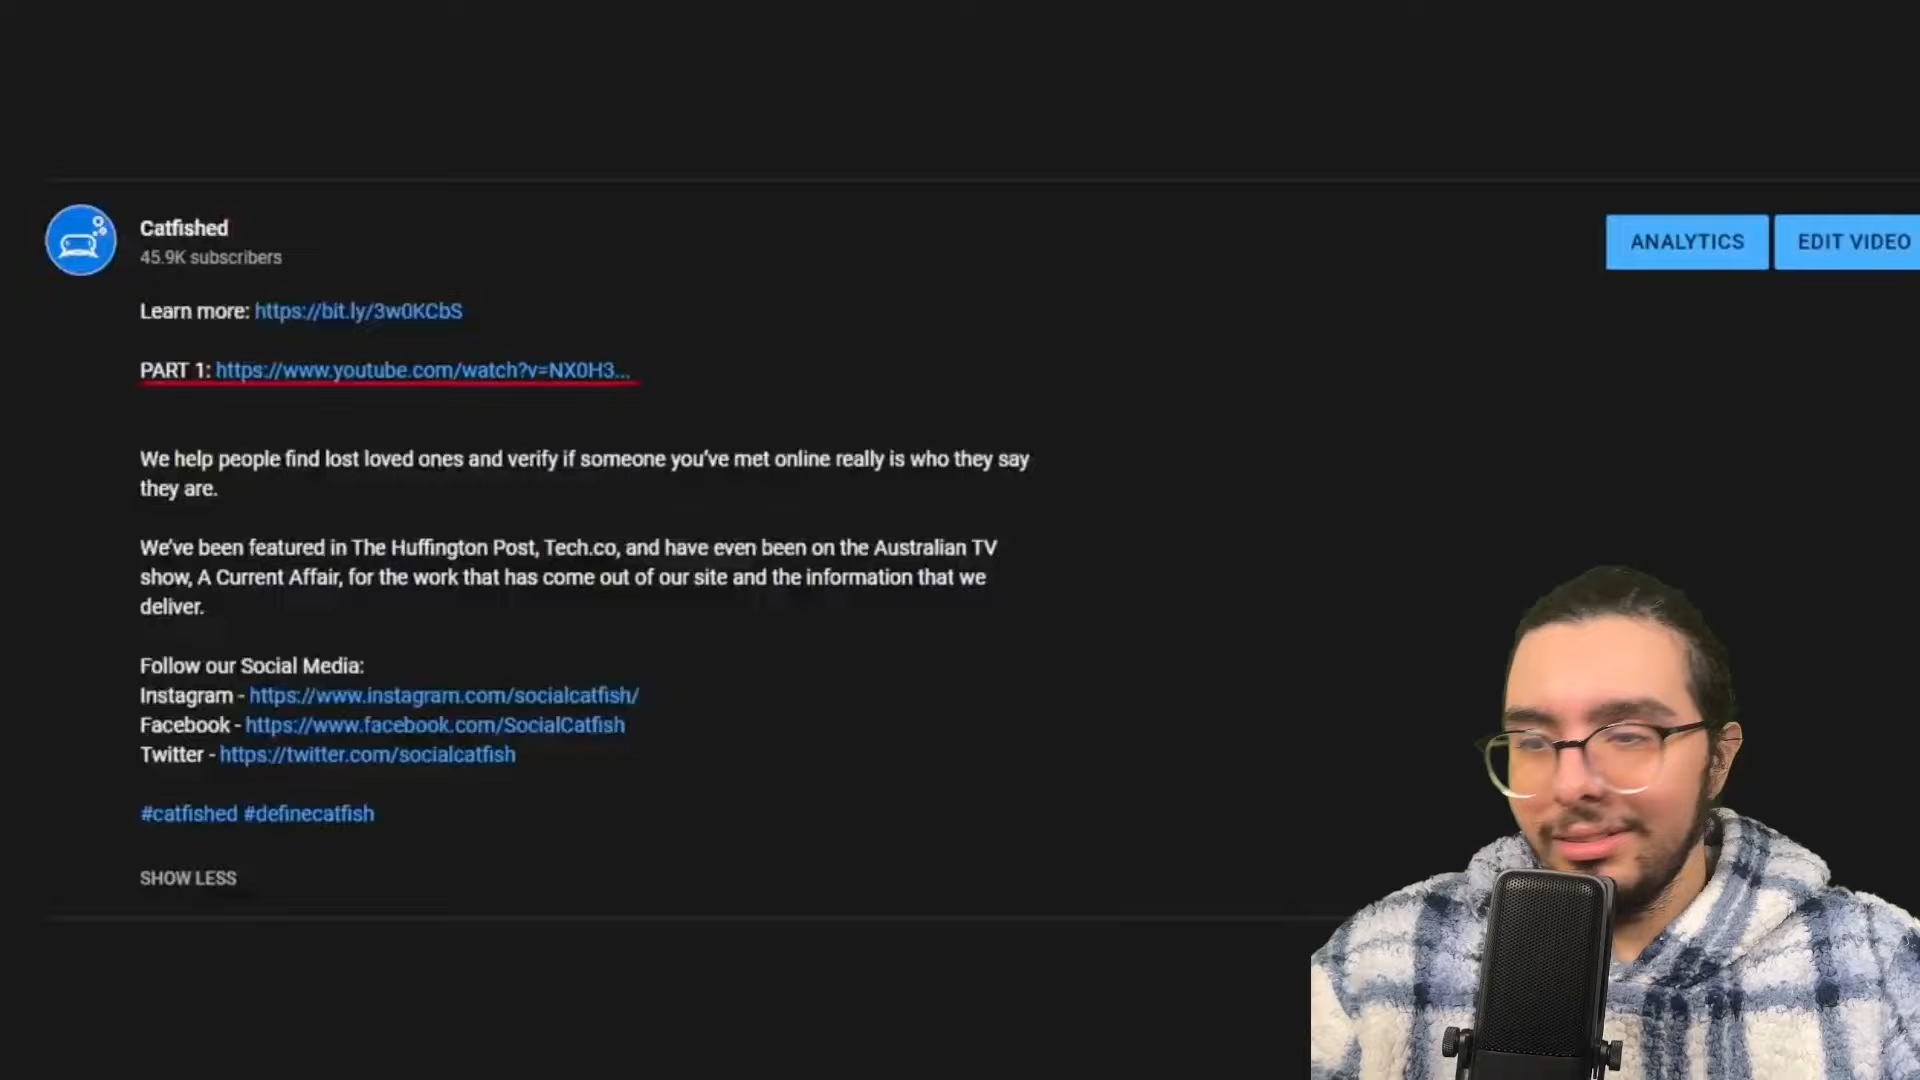 Catfished
45.9K subscribers
ANALYTICS
EDIT VIDEO
Learn more: https://bit.ly/3w0KCbS
PART 1: https://www.youtube.com/watch?v=NX0H3...
We help people find lost loved ones and verify if someone you've met online really is who they say
they are.
We've been featured in The Huffington Post, Tech.co, and have even been on the Australian TV
show, A Current Affair, for the work that has come out of our site and the information that we
deliver.
Follow our Social Media:
Instagram - https://www.instagram.com/socialcatfish/
Facebook - https://www.facebook.com/SocialCatfish
Twitter - https://twitter.com/socialcatfish
#catfished #definecatfish
SHOW LESS